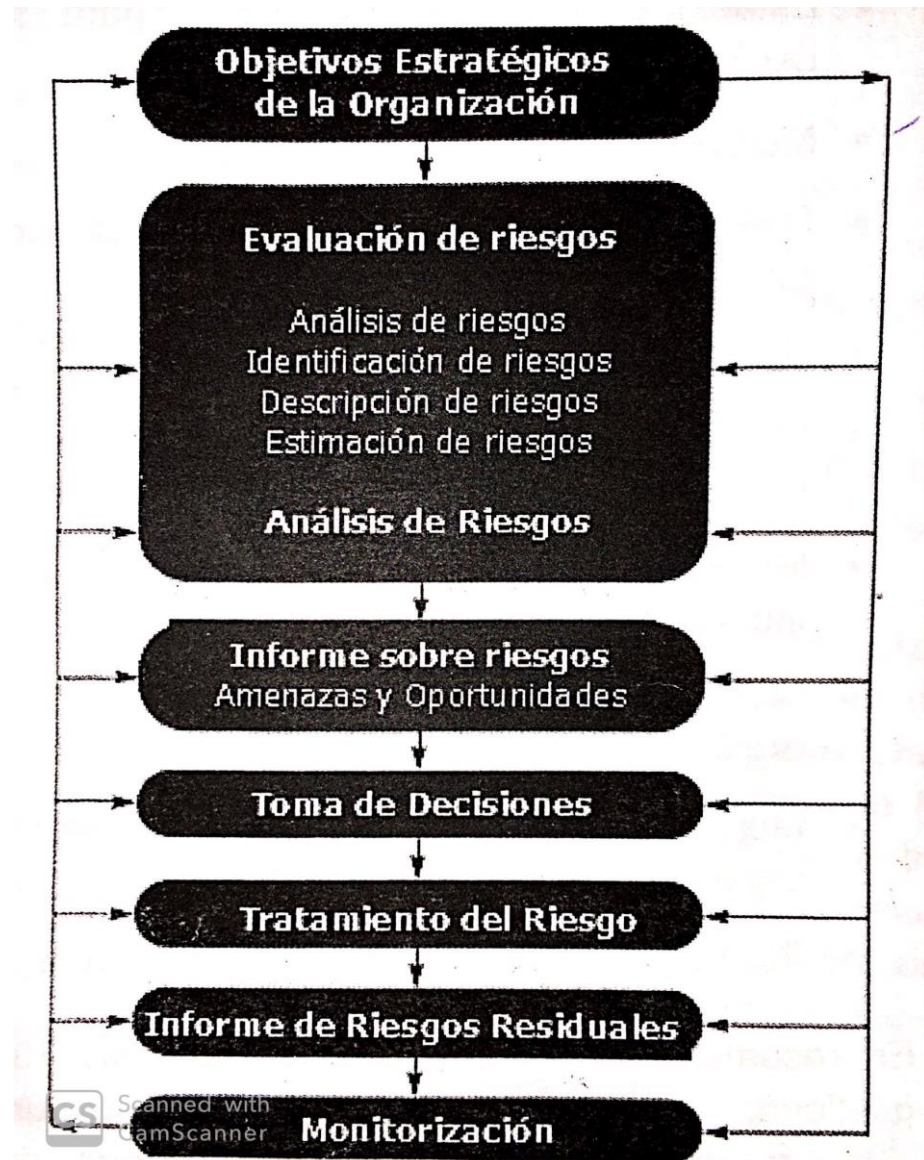 Objetivos Estratégicos
de la Organización
Evaluación de riesgos
Análisis de riesgos
Identificación de riesgos
Descripción de riesgos
Estimación de riesgos
Análisis de Riesgos
Informe sobre riesgos
Amenazas y Oportunidades
Toma de Decisiones
Tratamiento del Riesgo
Informe de Riesgos Residuales
Monitorización
CS Scanned with
CamScanner